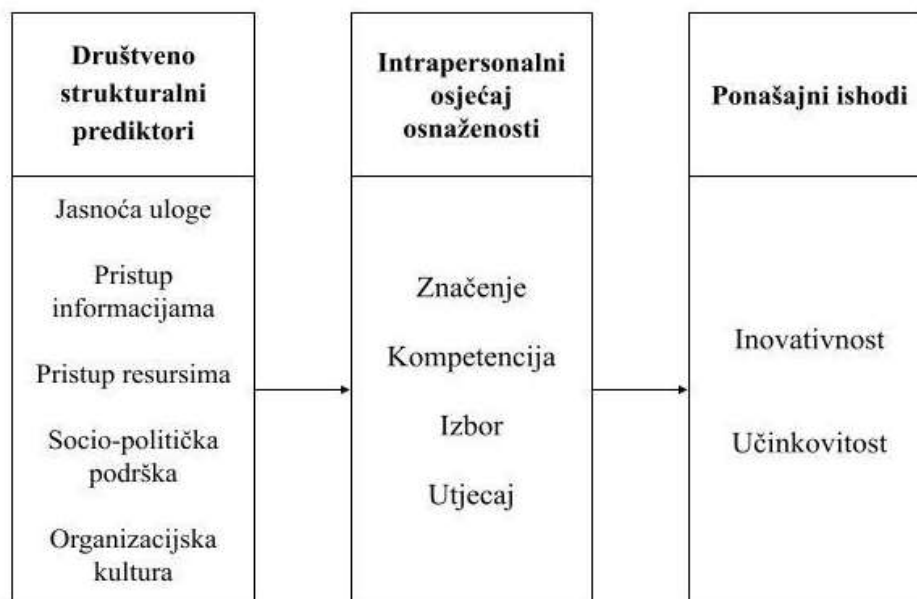 Društveno
strukturalni
prediktori
Jasnoća uloge
Pristup
informacijama
Pristup resursima
Socio-politička
podrška
Organizacijska
kultura
Intrapersonalni
osjećaj
osnaženosti
Značenje
Kompetencija
Izbor
Utjecaj
Ponašajni ishodi
Inovativnost
Učinkovitost